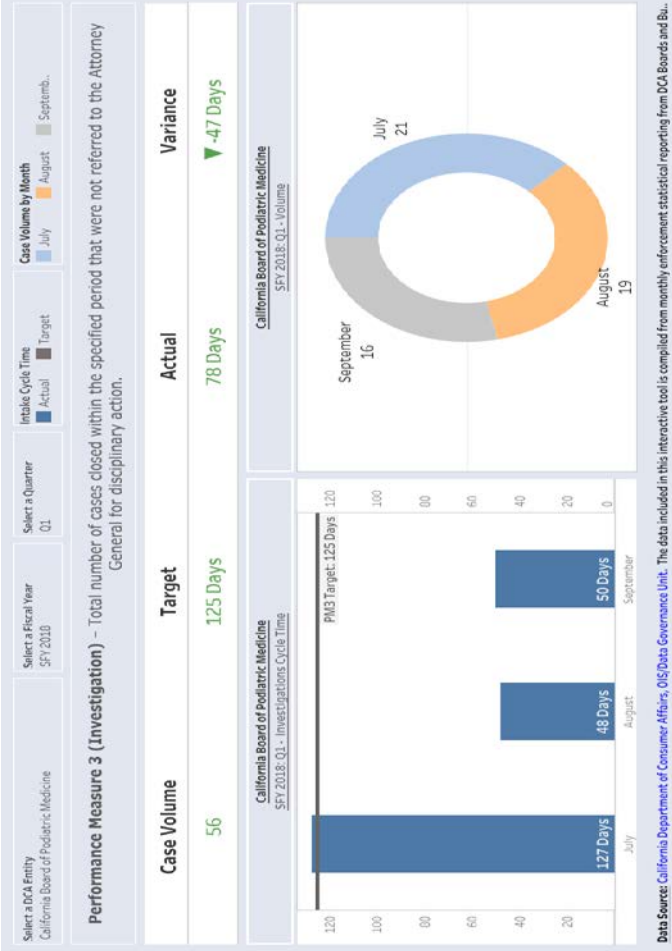 Select a DCA Entity
California Board of Podiatric Medicine
Select a Fiscal Year
SFY 2018
Select a Quarter
Q1
Intake Cycle Time
Actual
Target
Case Volume by Month
July
August
Septemb..
Performance Measure 3 (Investigation) – Total number of cases closed within the specified period that were not referred to the Attorney
General for disciplinary action.
Case Volume
Target
Actual
Variance
56
125 Days
78 Days
▼ -47 Days
California Board of Podiatric Medicine
SFY 2018: Q1 - Investigations Cycle Time
120
100
80
60
40
20
PM3 Target: 125 Days
127 Days
48 Days
50 Days
120
100
80
60
40
20
0
July
August
September
California Board of Podiatric Medicine
SFY 2018: Q1 - Volume
September
16
July
21
August
19
Data Source: California Department of Consumer Affairs, OIS/Data Governance Unit. The data included in this interactive tool is compiled from monthly enforcement statistical reporting from DCA Boards and Bu..